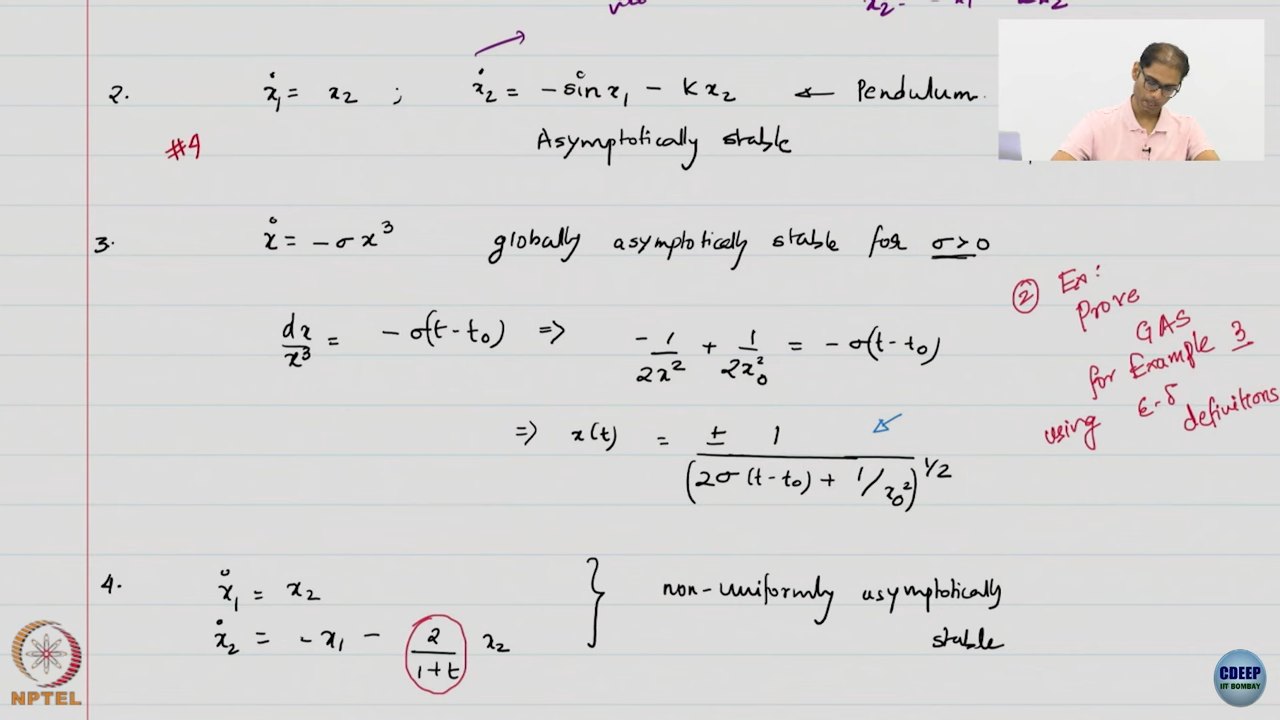 ẋ₂ = - x₁
2. ẋ₁ = x₂ ; ẋ₂ = - sin x₁ - K x₂ ← Pendulum.
#4
Asymptotically stable
3. ẋ = - σ x³ globally asymptotically stable for σ > 0
dx/x³ = - σ(t - t₀) ⇒ -1/2x² + 1/2x₀² = - σ(t - t₀)
② Ex:
Prove
GAS
for Example 3
using ε-δ definitions
⇒ x(t) = ± 1/(2σ(t - t₀) + 1/x₀²)^1/2
4. ẋ₁ = x₂
ẋ₂ = - x₁ - 2/(1+t) x₂
} non-uniformly asymptotically
stable
NPTEL
CDEEP
IIT BOMBAY